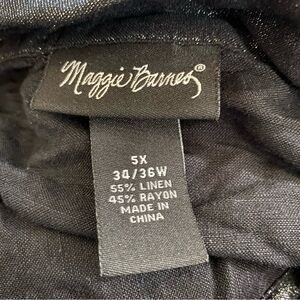 Maggie Barnes®
5X
34/36W
55% LINEN
45% RAYON
MADE IN
CHINA